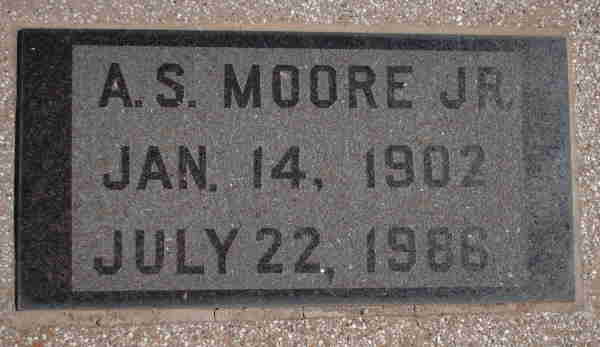 A.S. MOORE JR.
JAN. 14, 1902
JULY 22, 1986